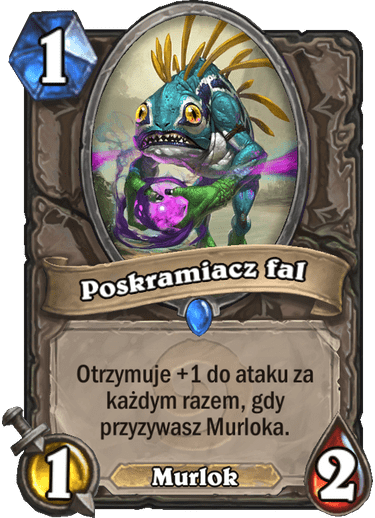 1
Poskramiacz fal
Otrzymuje +1 do ataku za
każdym razem, gdy
przyzywasz Murloka.
1
Murlok
2